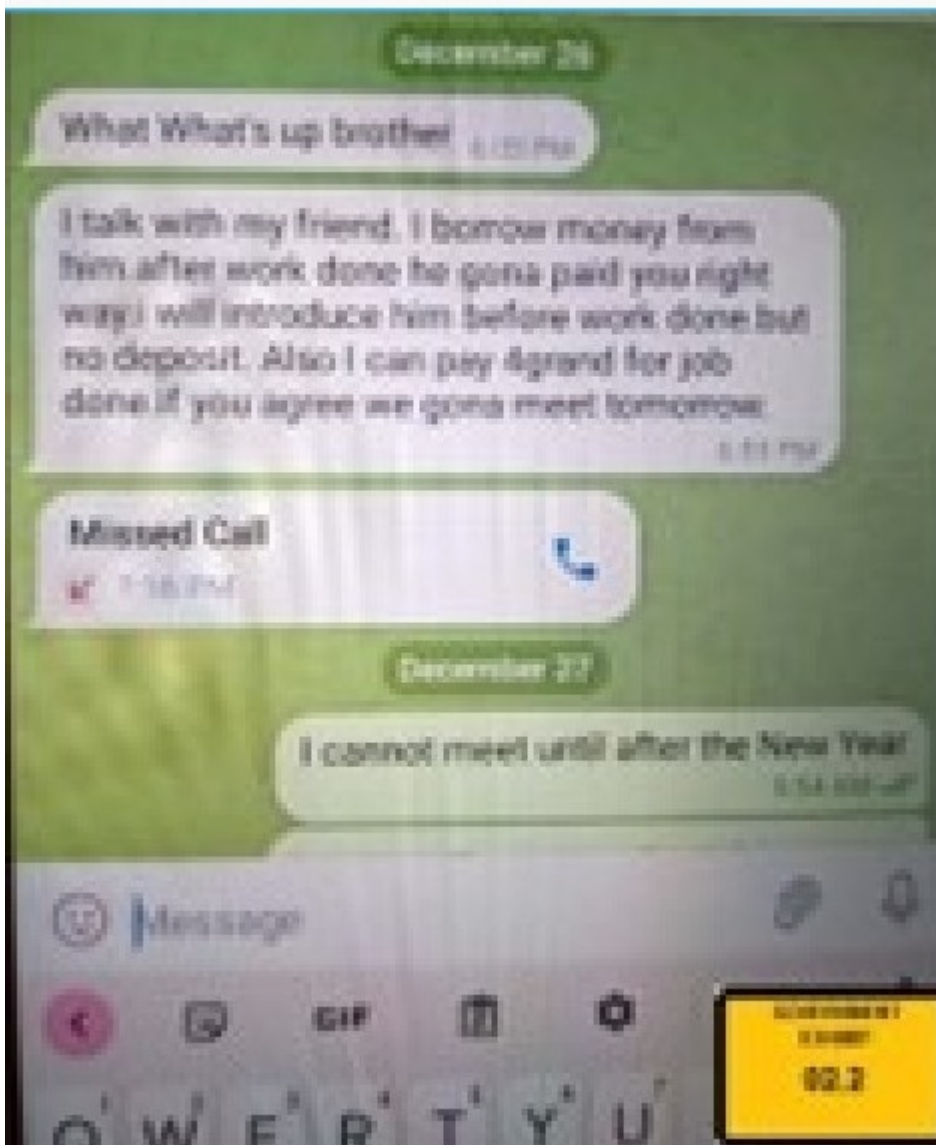 December 26
What What's up brother
I talk with my friend. I borrow money from
him.after work done he gona paid you right
way.i will introduce him before work done.but
no deposit. Also I can pay 4grand for job
done.if you agree we gona meet tomorrow.
Missed Call
December 27
I cannot meet until after the New Year
Message
GIF
Q W E R T Y U
GOVERNMENT
EXHIBIT
02.2